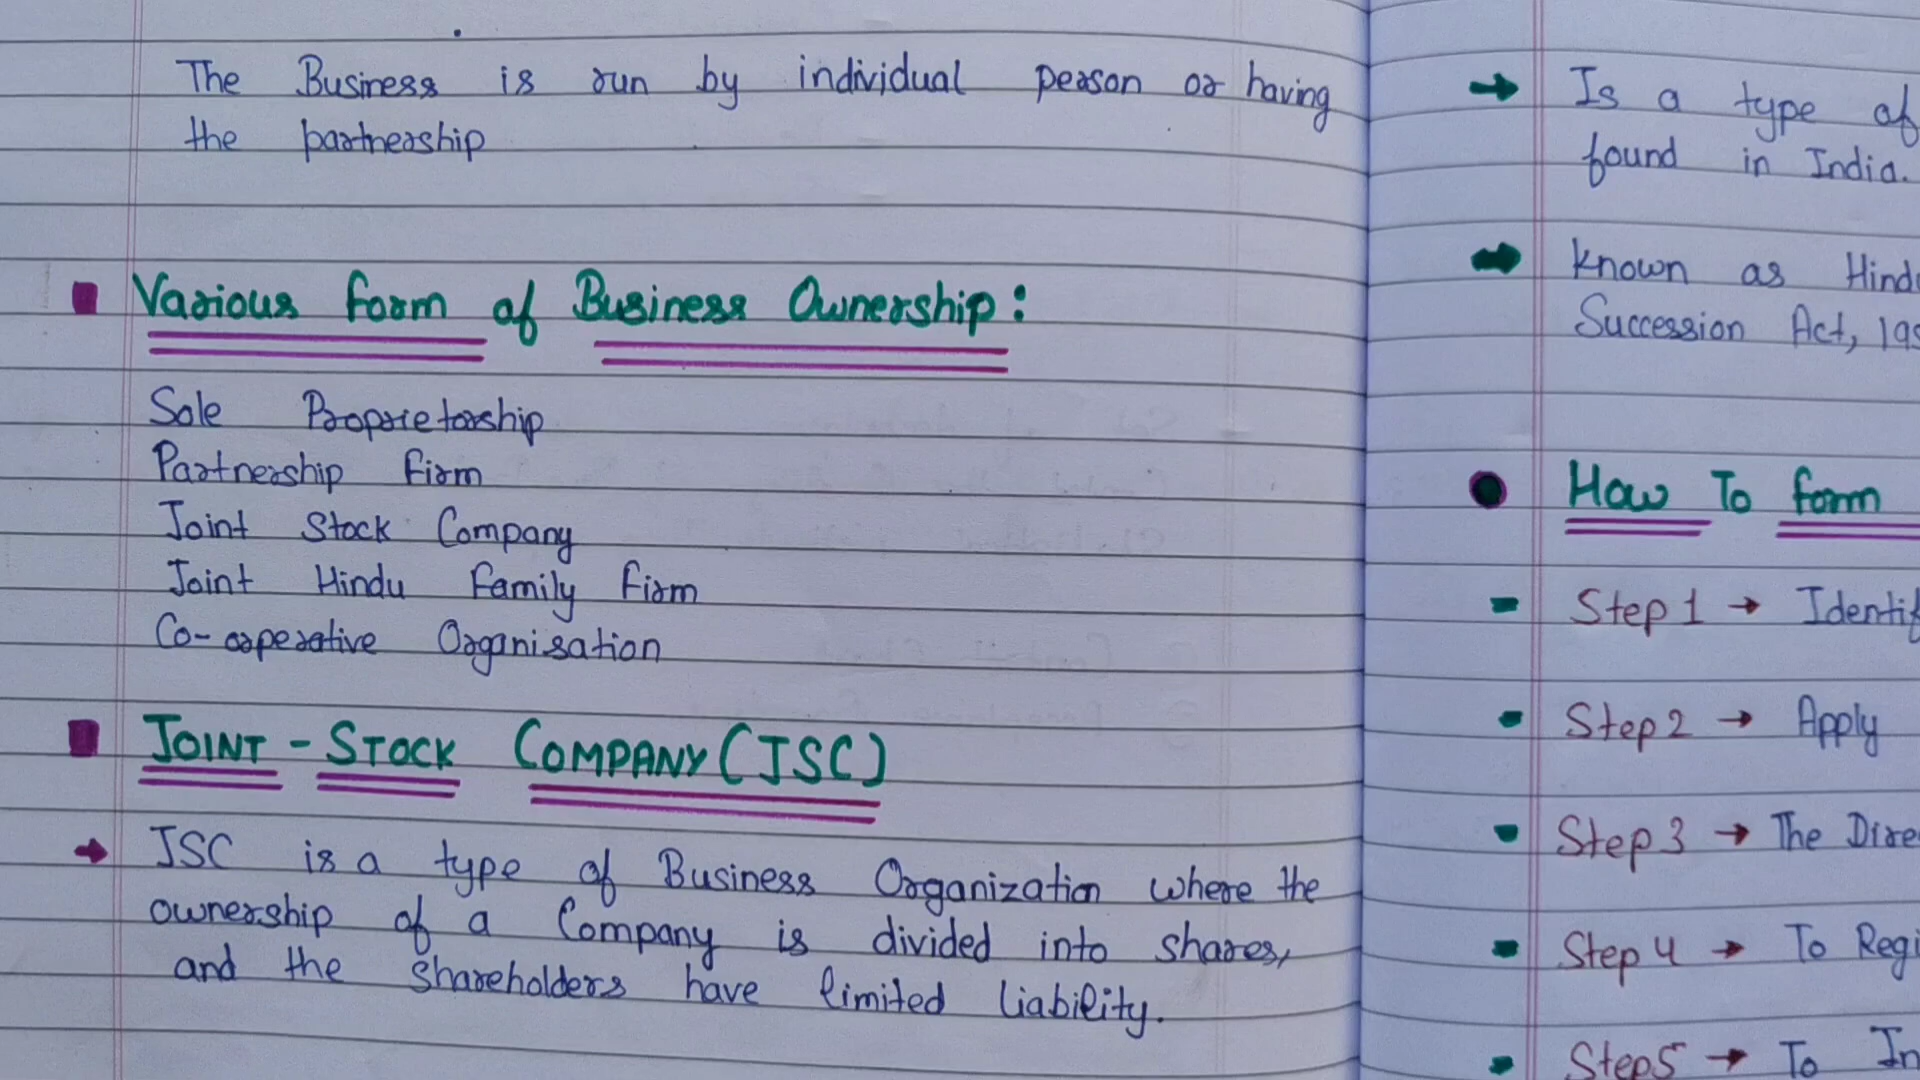 The Business is run by individual person or having
the partnership
Various form of Business Ownership:
Sole Proprietorship
Partnership Firm
Joint Stock Company
Joint Hindu Family Firm
Co-operative Organisation
JOINT - STOCK COMPANY (JSC)
JSC is a type of Business Organization where the
ownership of a Company is divided into shares,
and the Shareholders have limited liability.
Is a type of
found in India.
Known as
Succession Act,
How To form
Step 1 →
Step 2 → Apply
Step 3 → The
Step 4 → To
Step 5 → To